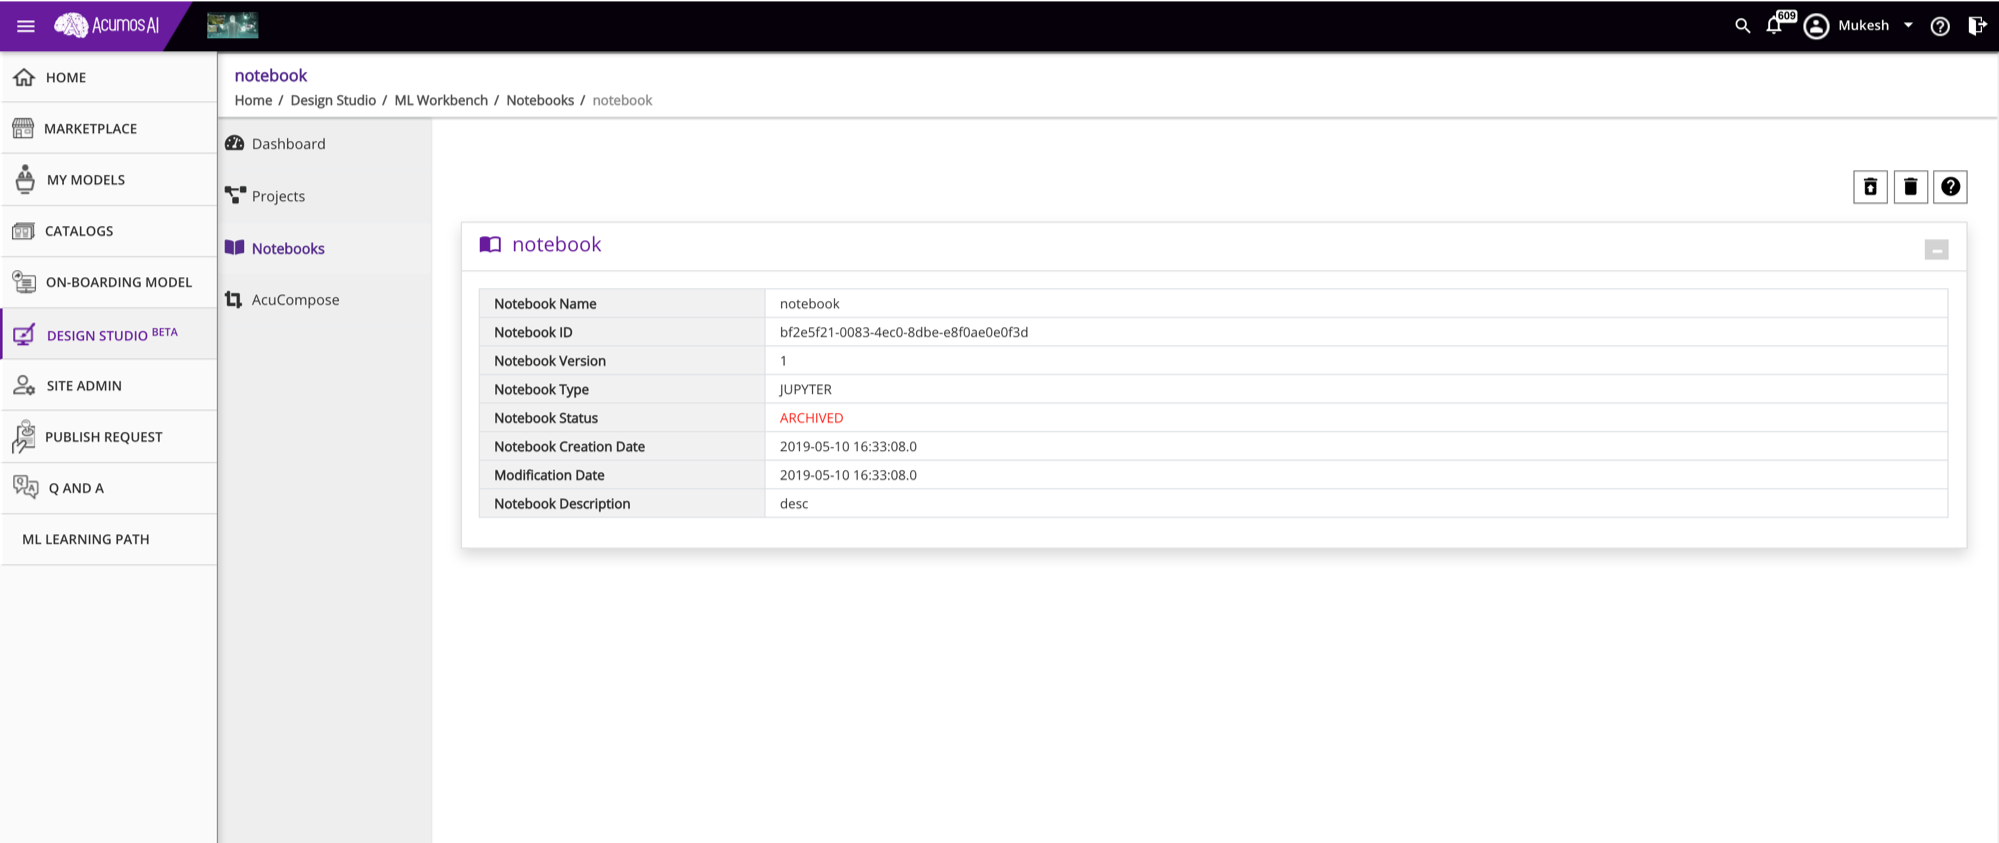 Acumos AI
609
Mukesh
HOME
MARKETPLACE
MY MODELS
CATALOGS
ON-BOARDING MODEL
DESIGN STUDIO BETA
SITE ADMIN
PUBLISH REQUEST
Q AND A
ML LEARNING PATH
notebook
Home / Design Studio / ML Workbench / Notebooks / notebook
Dashboard
Projects
Notebooks
AcuCompose
notebook
Notebook Name notebook
Notebook ID bf2e5f21-0083-4ec0-8dbe-e8f0ae0e0f3d
Notebook Version 1
Notebook Type JUPYTER
Notebook Status ARCHIVED
Notebook Creation Date 2019-05-10 16:33:08.0
Modification Date 2019-05-10 16:33:08.0
Notebook Description desc